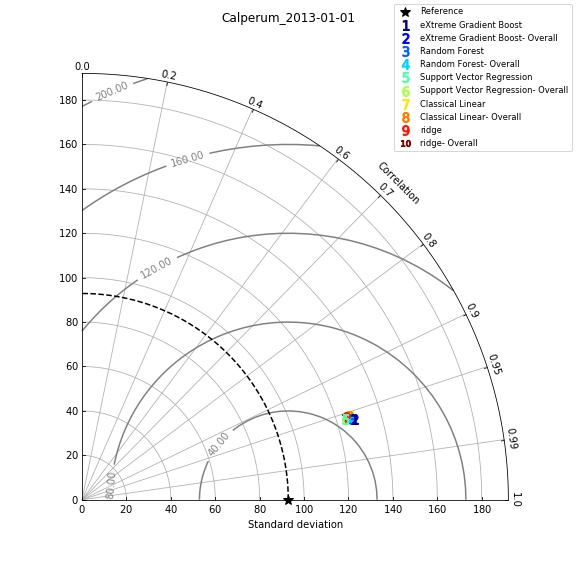 Calperum_2013-01-01
Reference
1 eXtreme Gradient Boost
2 eXtreme Gradient Boost- Overall
3 Random Forest
4 Random Forest- Overall
5 Support Vector Regression
6 Support Vector Regression- Overall
7 Classical Linear
8 Classical Linear- Overall
9 ridge
10 ridge- Overall
0.0
0.2
0.4
0.6
Correlation
0.7
0.8
0.9
0.95
0.99
1.0
200.00
160.00
120.00
40.00
80.00
180
160
140
120
100
80
60
40
20
0
0 20 40 60 80 100 120 140 160 180
Standard deviation